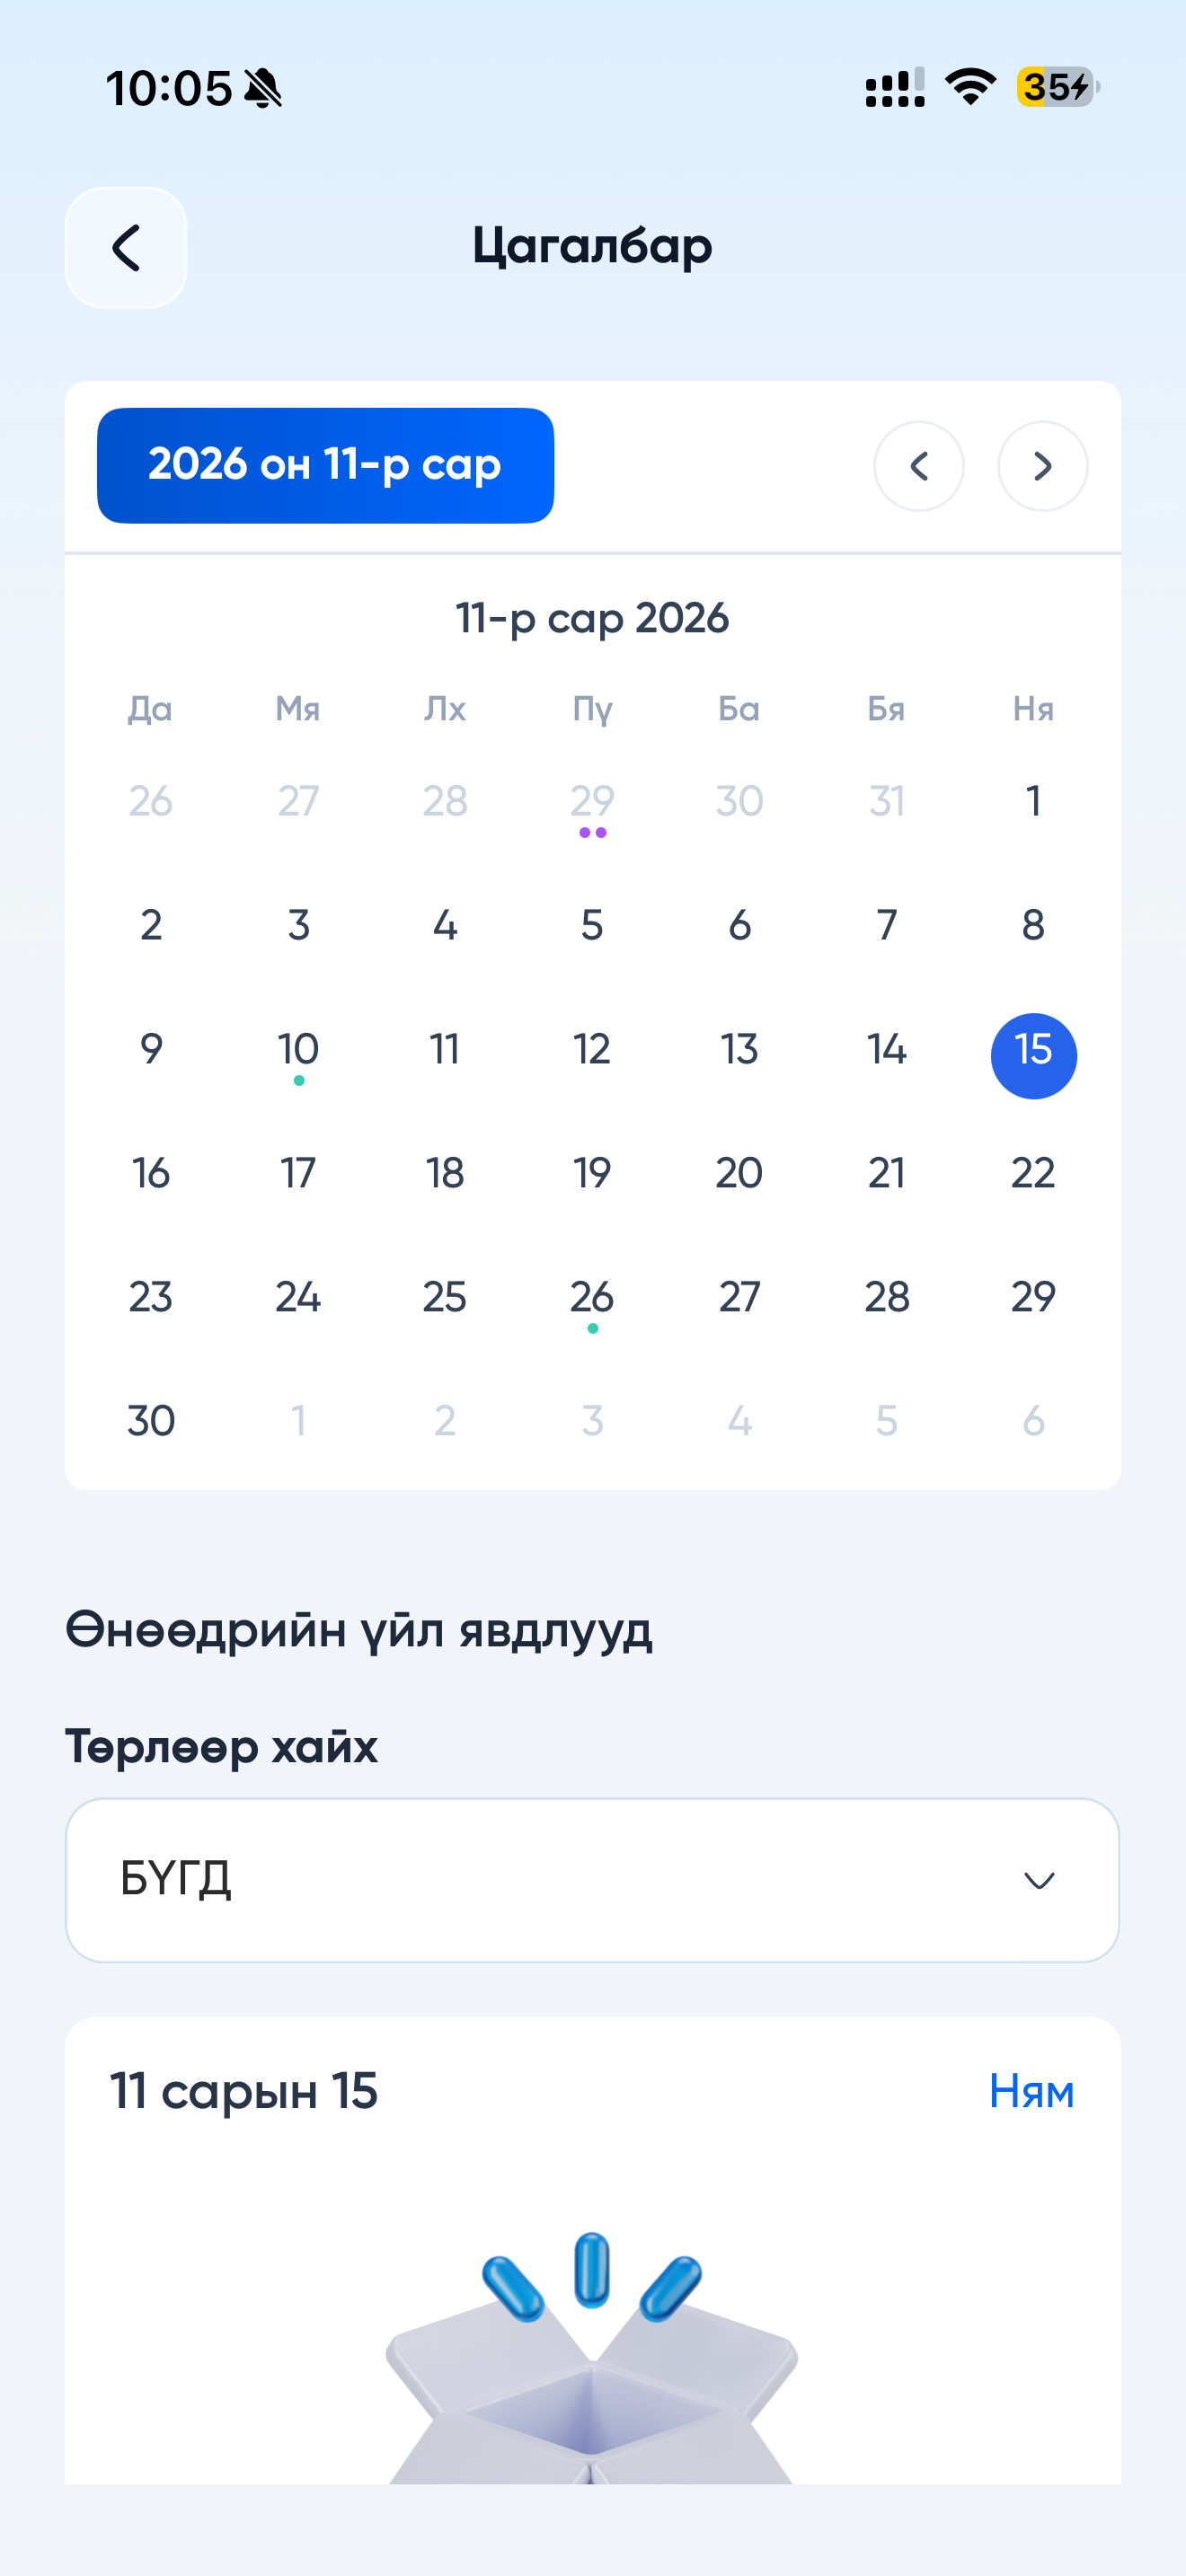 10:05
35
Цагалбар
2026 он 11-р сар
11-р сар 2026
Да Мя Лх Пү Ба Бя Ня
26 27 28 29 30 31 1
2 3 4 5 6 7 8
9 10 11 12 13 14 15
16 17 18 19 20 21 22
23 24 25 26 27 28 29
30 1 2 3 4 5 6
Өнөөдрийн үйл явдлууд
Төрлөөр хайх
БҮГД
11 сарын 15 Ням